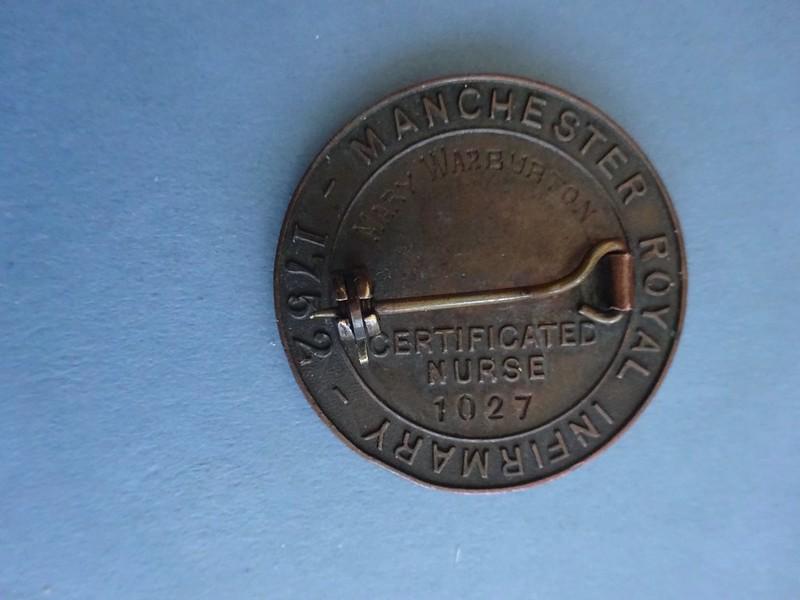 MANCHESTER ROYAL INFIRMARY - 1752 -
MARY WARBURTON
CERTIFICATED
NURSE
1027